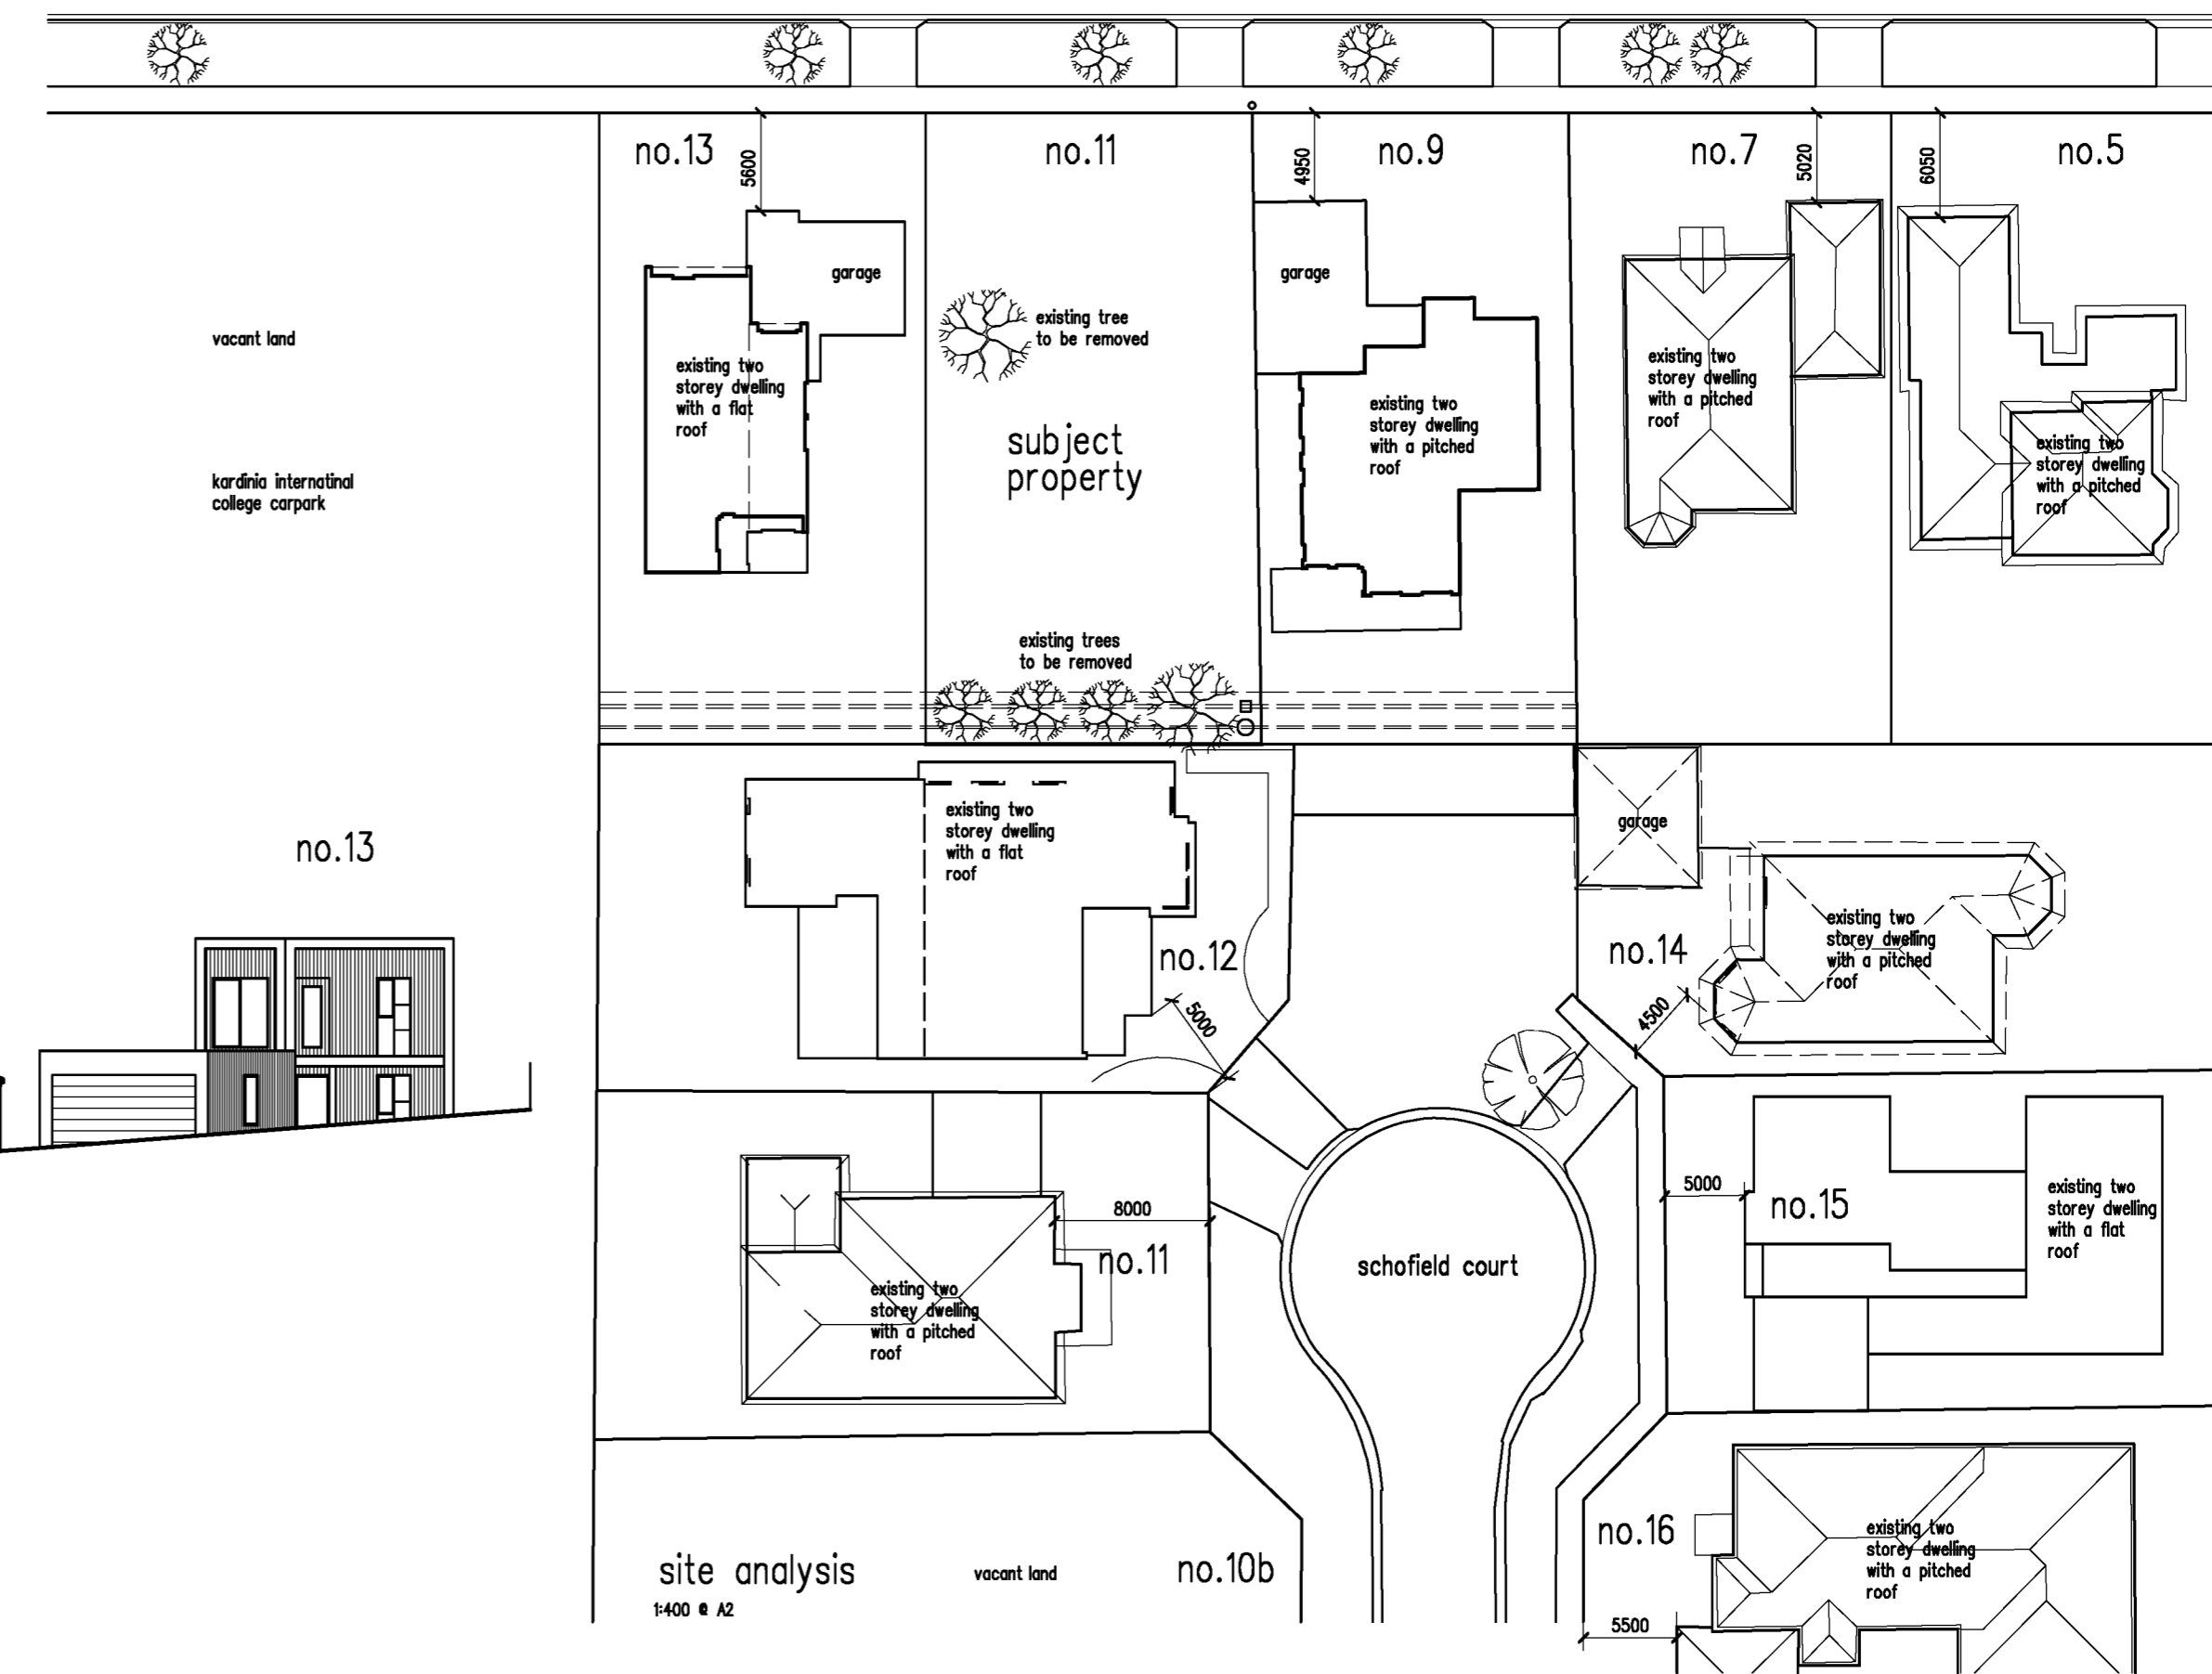 no.13
no.11
no.9
no.7
no.5
5600
4950
5020
6050
garage
garage
vacant land
existing tree
to be removed
existing two
storey dwelling
with a flat
roof
existing two
storey dwelling
with a pitched
roof
existing two
storey dwelling
with a pitched
roof
existing two
storey dwelling
with a pitched
roof
subject
property
kardinia internatinal
college carpark
existing trees
to be removed
no.13
existing two
storey dwelling
with a flat
roof
garage
no.12
5000
no.14
4500
existing two
storey dwelling
with a pitched
roof
8000
no.11
existing two
storey dwelling
with a pitched
roof
schofield court
5000
no.15
existing two
storey dwelling
with a flat
roof
site analysis
1:400 @ A2
vacant land
no.10b
no.16
existing two
storey dwelling
with a pitched
roof
5500